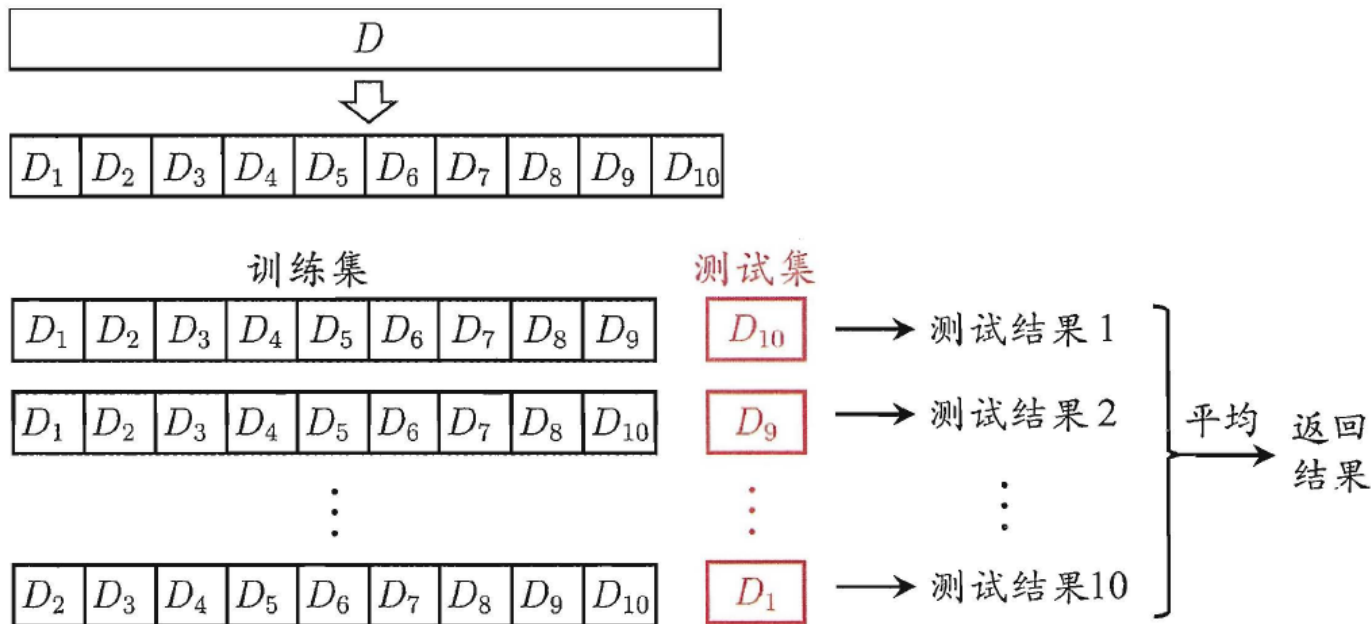 D
D₁ D₂ D₃ D₄ D₅ D₆ D₇ D₈ D₉ D₁₀
训练集 测试集
D₁ D₂ D₃ D₄ D₅ D₆ D₇ D₈ D₉ D₁₀ 测试结果1
D₁ D₂ D₃ D₄ D₅ D₆ D₇ D₈ D₁₀ D₉ 测试结果2
平均 返回
结果
D₂ D₃ D₄ D₅ D₆ D₇ D₈ D₉ D₁₀ D₁ 测试结果10